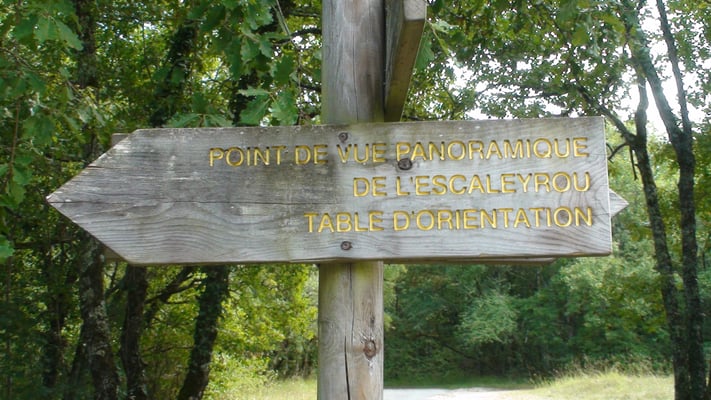 POINT DE VUE PANORAMIQUE
DE L'ESCALEYROU
TABLE D'ORIENTATION